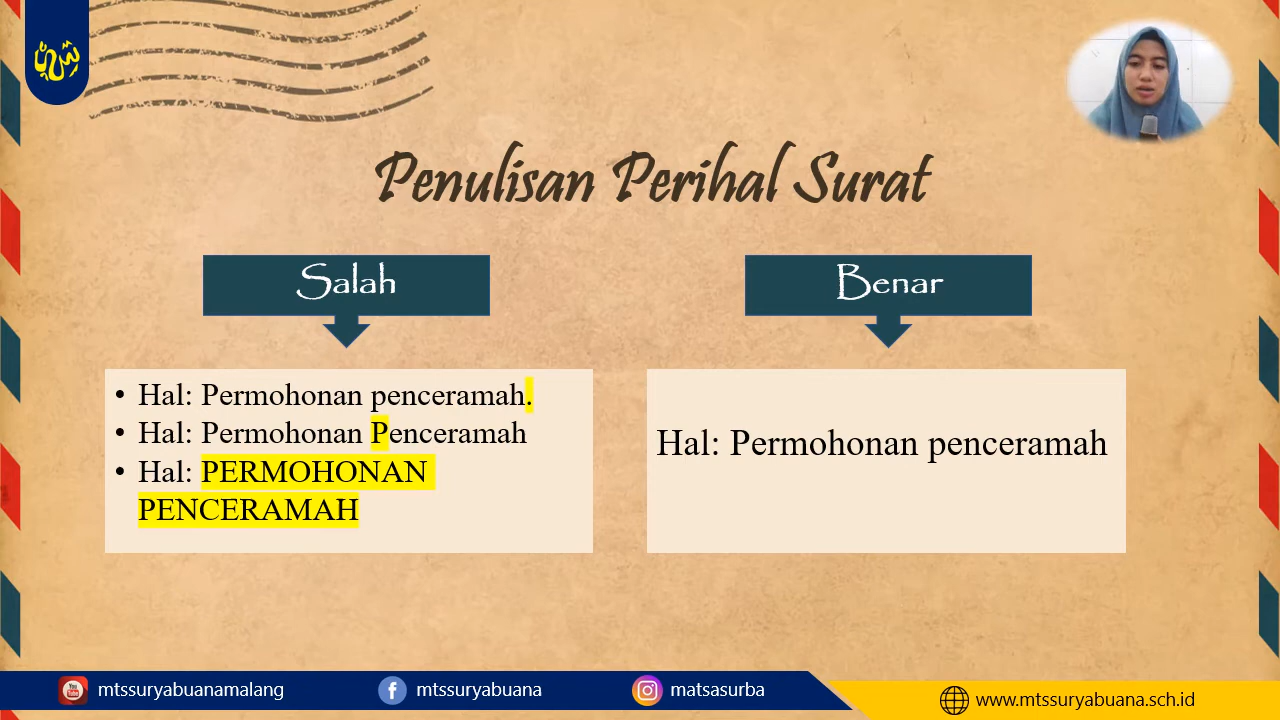 Penulisan Perihal Surat
Salah
Benar
• Hal: Permohonan penceramah.
• Hal: Permohonan Penceramah
• Hal: PERMOHONAN
PENCERAMAH
Hal: Permohonan penceramah
mtssuryabuanamalang
mtssuryabuana
matsasurba
www.mtssuryabuana.sch.id